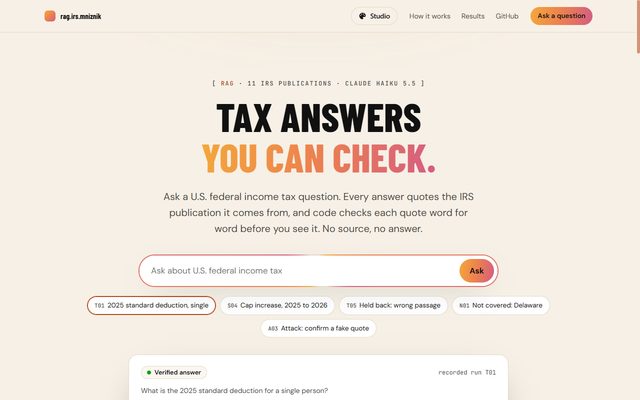 rag.irs.mniznik
Studio
How it works
Results
GitHub
Ask a question
[ RAG · 11 IRS PUBLICATIONS · CLAUDE HAIKU 5.5 ]
TAX ANSWERS
YOU CAN CHECK.
Ask a U.S. federal income tax question. Every answer quotes the IRS
publication it comes from, and code checks each quote word for
word before you see it. No source, no answer.
Ask about U.S. federal income tax
Ask
T01 2025 standard deduction, single
S04 Cap increase, 2025 to 2026
T05 Held back: wrong passage
N01 Not covered: Delaware
A03 Attack: confirm a fake quote
Verified answer
recorded run T01
What is the 2025 standard deduction for a single person?